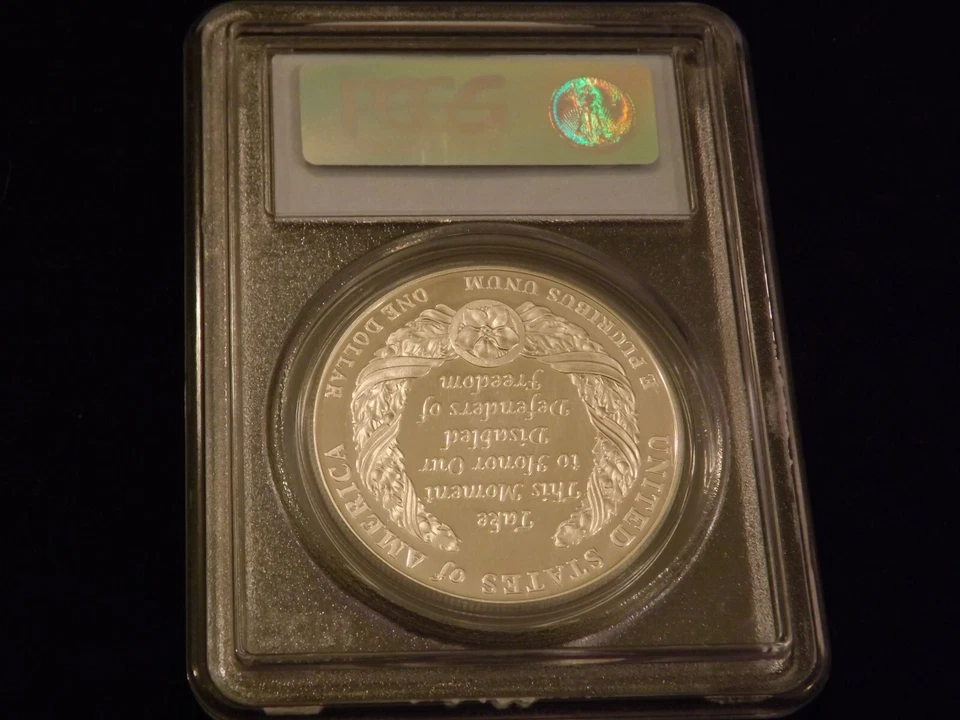 PCGS
UNITED STATES of AMERICA
Take
This Moment
to Honor Our
Disabled
Defenders of
Freedom
E PLURIBUS UNUM
ONE DOLLAR